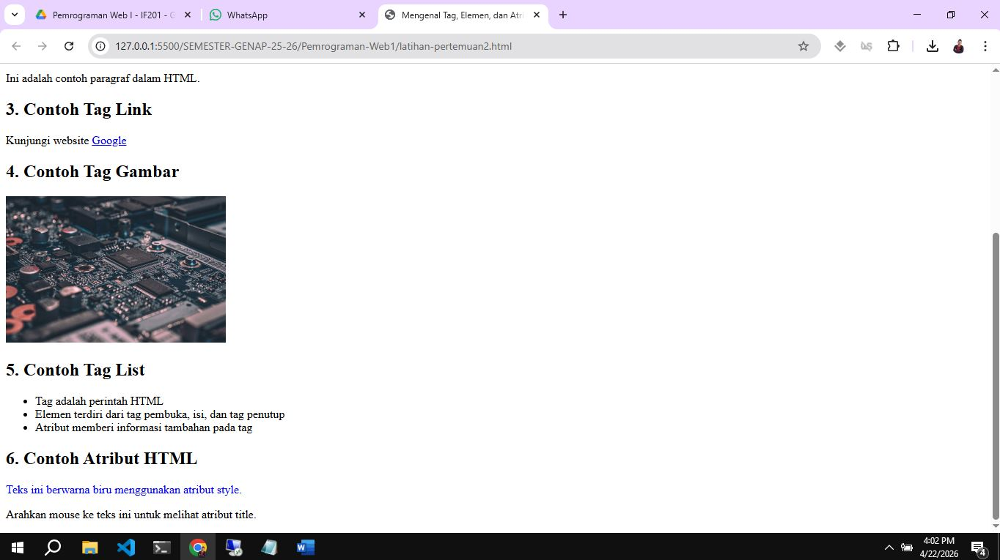 Pemrograman Web I - IF201 - G
WhatsApp
Mengenal Tag, Elemen, dan Atri
127.0.0.1:5500/SEMESTER-GENAP-25-26/Pemrograman-Web1/latihan-pertemuan2.html
Ini adalah contoh paragraf dalam HTML.
3. Contoh Tag Link
Kunjungi website Google
4. Contoh Tag Gambar
5. Contoh Tag List
• Tag adalah perintah HTML
• Elemen terdiri dari tag pembuka, isi, dan tag penutup
• Atribut memberi informasi tambahan pada tag
6. Contoh Atribut HTML
Teks ini berwarna biru menggunakan atribut style.
Arahkan mouse ke teks ini untuk melihat atribut title.
4:02 PM
4/22/2026
4